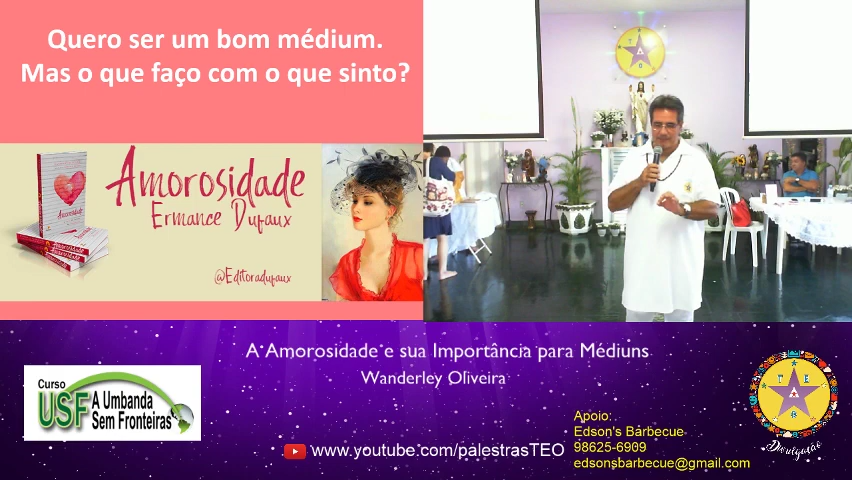 Quero ser um bom médium.
Mas o que faço com o que sinto?
Amorosidade
Amorosidade
Ermance Dufaux
@Editoradufaux
A Amorosidade e sua Importância para Médiuns
Wanderley Oliveira
Curso
USF
A Umbanda
Sem Fronteiras
www.youtube.com/palestrasTEO
Apoio:
Edson's Barbecue
98625-6909
edsonsbarbecue@gmail.com
Divulgação